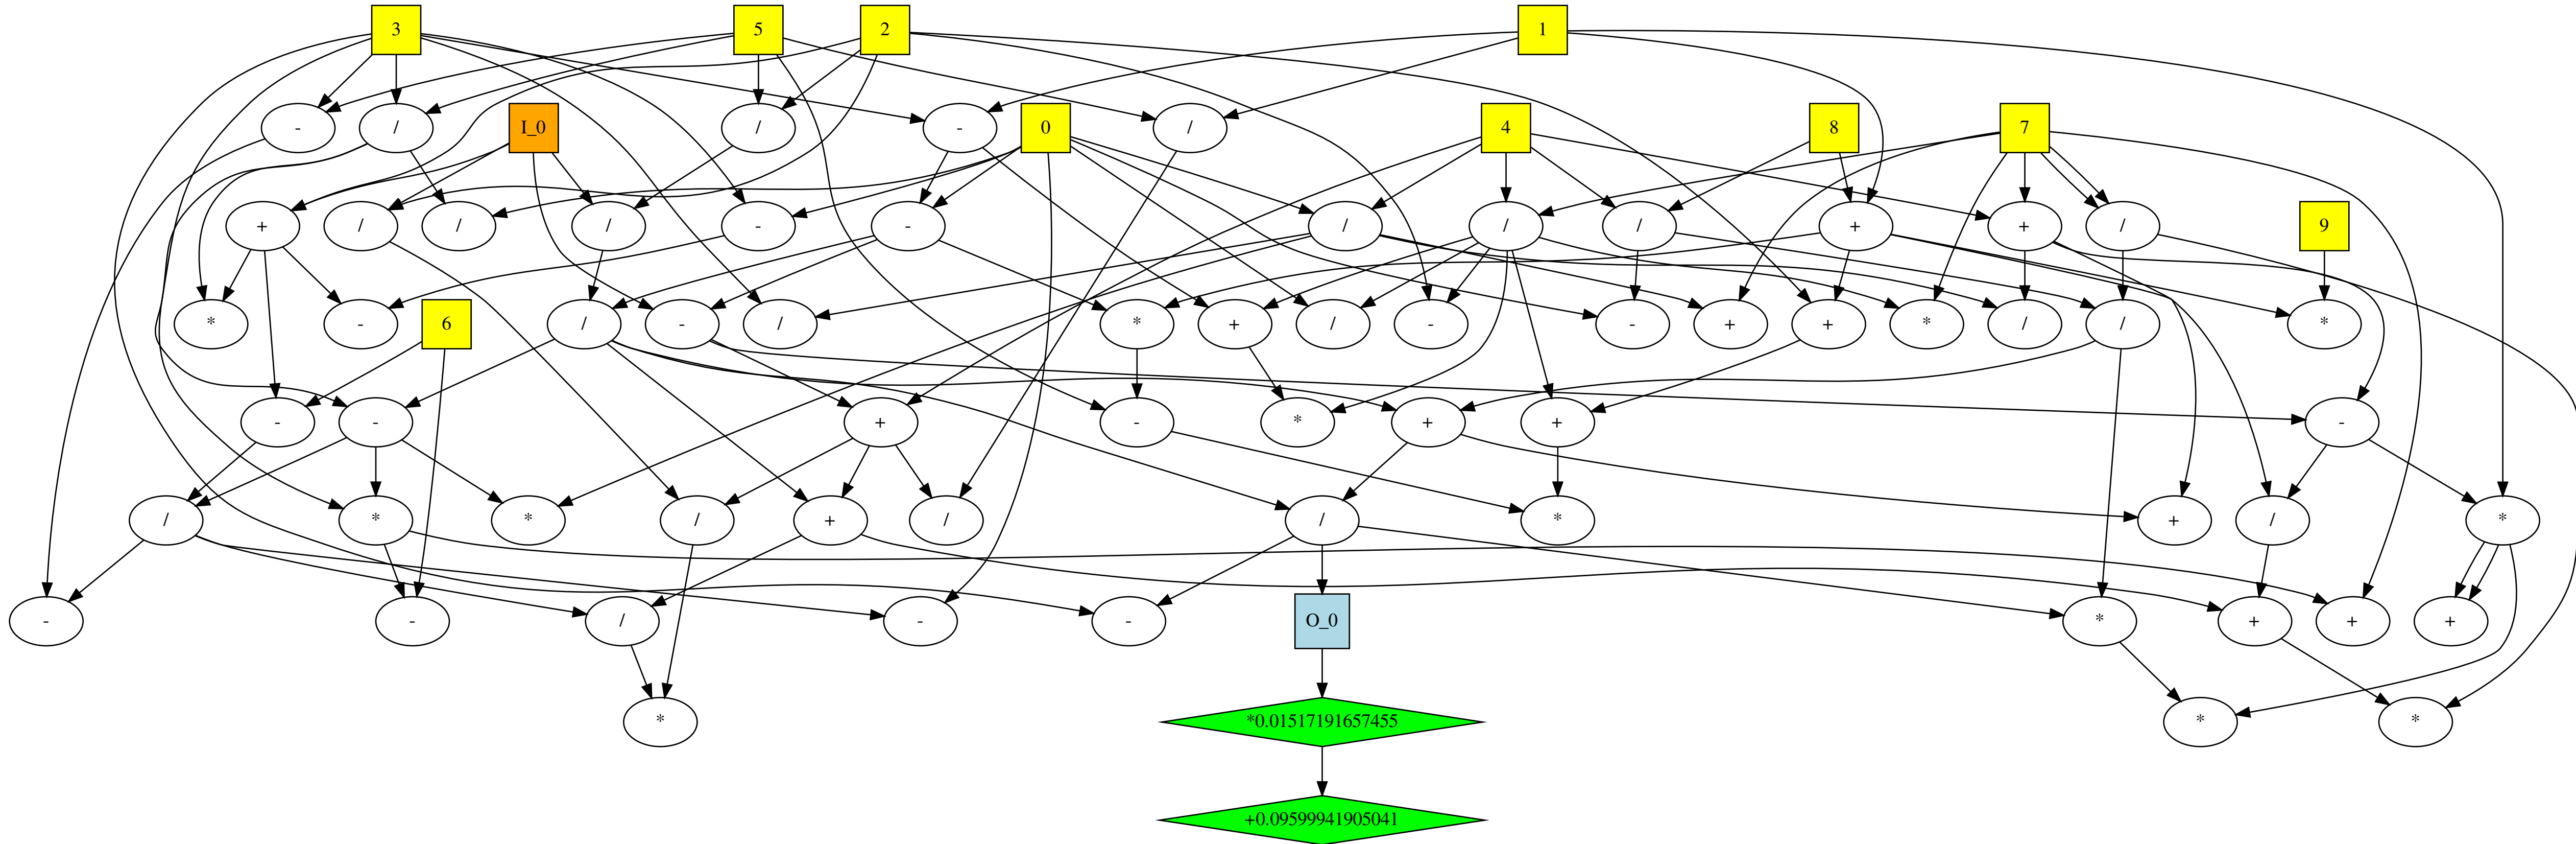 3 5 2 1
- / I_0 / - 0 / 4 8 7
+ / / / - - / / / + + / 9
* - 6 / - / * + / - - + + * / / *
- - + - * + + -
/ * * / + / / * + / *
- - / - - O_0 * + + +
* *0.01517191657455 * *
+0.09599941905041